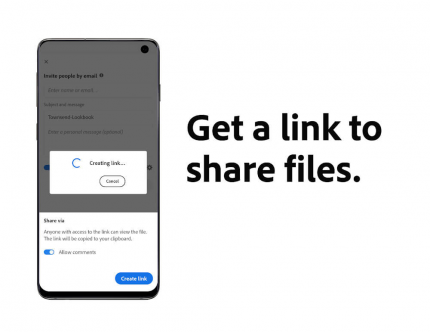 Invite people by email
Enter name or email...
Subject and message
Townsend Lookbook
Enter a personal message (optional)
Creating link...
Cancel
Share via
Anyone with access to the link can view the file.
The link will be copied to your clipboard.
Allow comments
Create link
Get a link to
share files.